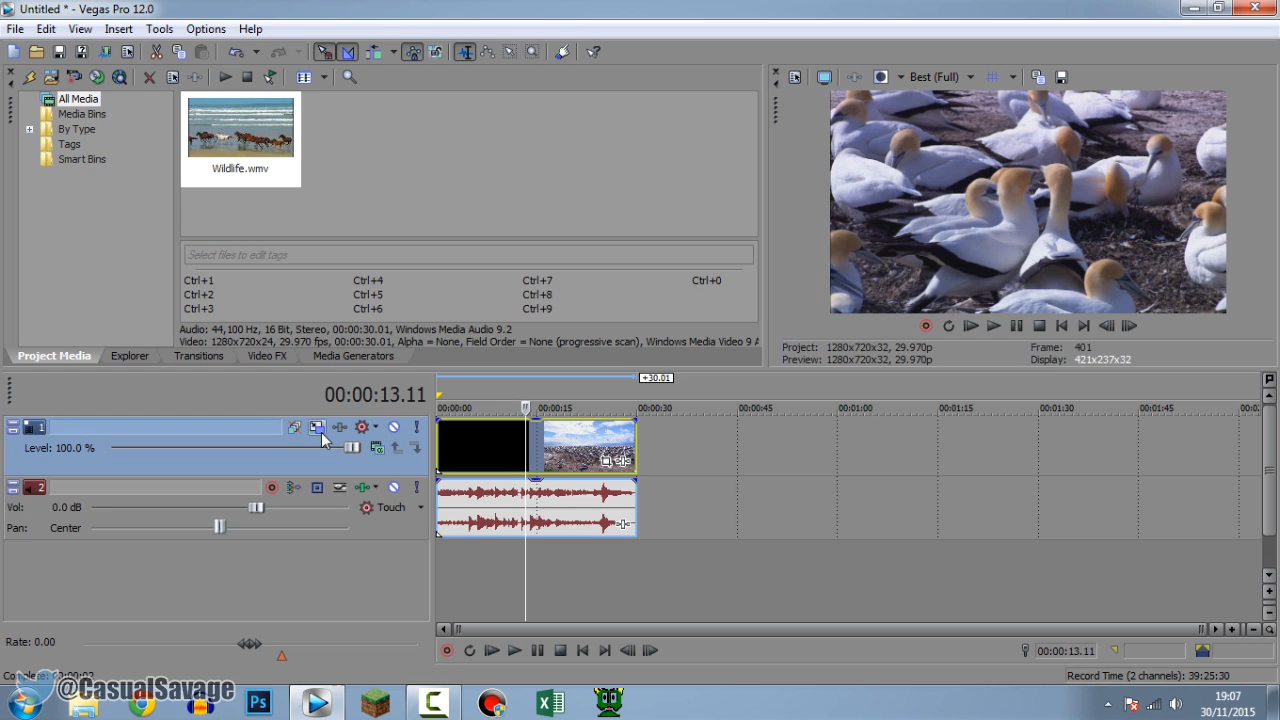 Untitled * - Vegas Pro 12.0
File Edit View Insert Tools Options Help
Best (Full)
All Media
Media Bins
By Type
Tags
Smart Bins
Wildlife.wmv
Select files to edit tags
Ctrl+1 Ctrl+4 Ctrl+7 Ctrl+0
Ctrl+2 Ctrl+5 Ctrl+8
Ctrl+3 Ctrl+6 Ctrl+9
Audio: 44,100 Hz, 16 Bit, Stereo, 00:00:30.01, Windows Media Audio 9.2
Video: 1280x720x24, 29.970 fps, 00:00:30.01, Alpha = None, Field Order = None (progressive scan), Windows Media Video 9 A
Project Media Explorer Transitions Video FX Media Generators
Project: 1280x720x32, 29.970p Frame: 401
Preview: 1280x720x32, 29.970p Display: 421x237x32
00:00:13.11
+30.01
00:00:00 00:00:15 00:00:30 00:00:45 00:01:00 00:01:15 00:01:30 00:01:45
1
Level: 100.0 %
2
Vol: 0.0 dB Touch
Pan: Center
Rate: 0.00
00:00:13.11
Record Time (2 channels): 39:25:30
@CasualSavage
Ps
19:07
30/11/2015